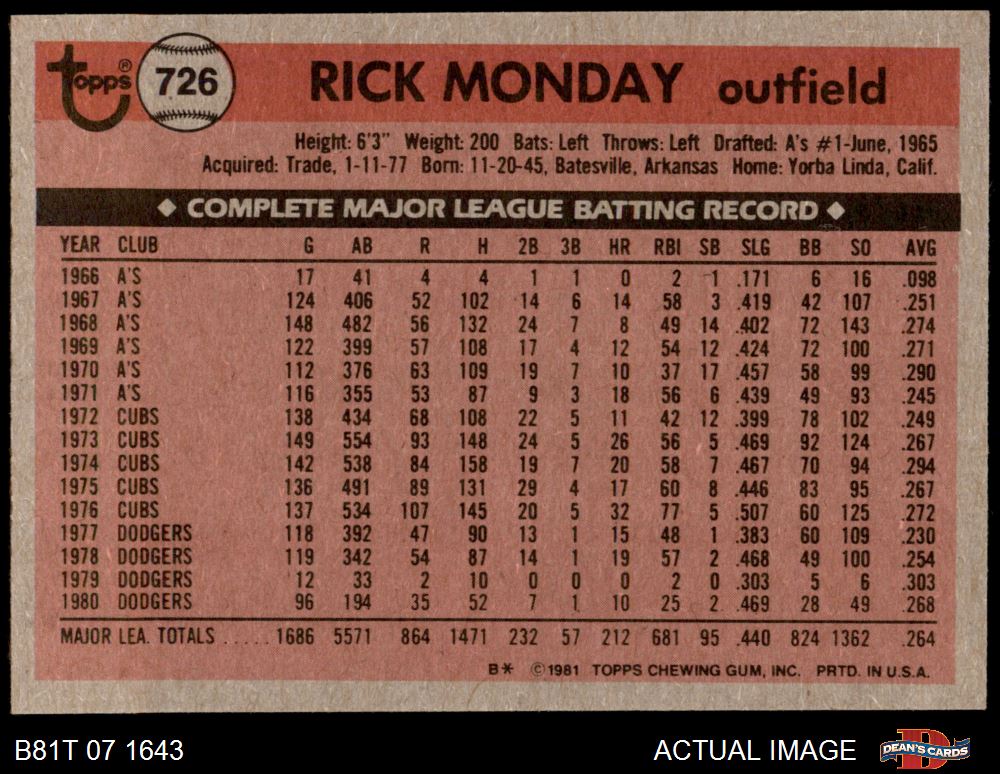 Topps® 726 RICK MONDAY outfield
Height: 6'3" Weight: 200 Bats: Left Throws: Left Drafted: A's #1-June, 1965
Acquired: Trade, 1-11-77 Born: 11-20-45, Batesville, Arkansas Home: Yorba Linda, Calif.
◆ COMPLETE MAJOR LEAGUE BATTING RECORD ◆
YEAR CLUB G AB R H 2B 3B HR RBI SB SLG BB SO AVG
1966 A'S 17 41 4 4 1 1 0 2 1 .171 6 16 .098
1967 A'S 124 406 52 102 14 6 14 58 3 .419 42 107 .251
1968 A'S 148 482 56 132 24 7 8 49 14 .402 72 143 .274
1969 A'S 122 399 57 108 17 4 12 54 12 .424 72 100 .271
1970 A'S 112 376 63 109 19 7 10 37 17 .457 58 99 .290
1971 A'S 116 355 53 87 9 3 18 56 6 .439 49 93 .245
1972 CUBS 138 434 68 108 22 5 11 42 12 .399 78 102 .249
1973 CUBS 149 554 93 148 24 5 26 56 5 .469 92 124 .267
1974 CUBS 142 538 84 158 19 7 20 58 7 .467 70 94 .294
1975 CUBS 136 491 89 131 29 4 17 60 8 .446 83 95 .267
1976 CUBS 137 534 107 145 20 5 32 77 5 .507 60 125 .272
1977 DODGERS 118 392 47 90 13 1 15 48 1 .383 60 109 .230
1978 DODGERS 119 342 54 87 14 1 19 57 2 .468 49 100 .254
1979 DODGERS 12 33 2 10 0 0 0 2 0 .303 5 6 .303
1980 DODGERS 96 194 35 52 7 1 10 25 2 .469 28 49 .268
MAJOR LEA. TOTALS ..... 1686 5571 864 1471 232 57 212 681 95 .440 824 1362 .264
B* ©1981 TOPPS CHEWING GUM, INC. PRTD. IN U.S.A.
B81T 07 1643 ACTUAL IMAGE B DEAN'S CARDS